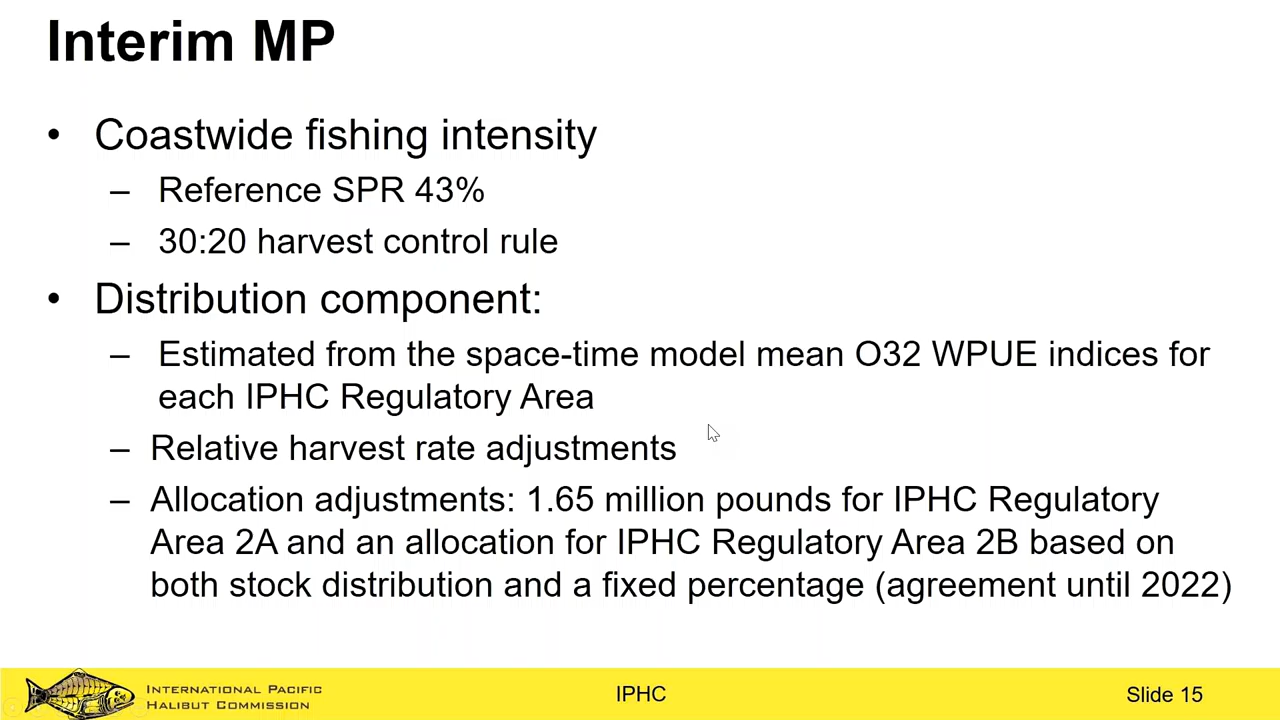 Interim MP
• Coastwide fishing intensity
– Reference SPR 43%
– 30:20 harvest control rule
• Distribution component:
– Estimated from the space-time model mean O32 WPUE indices for
each IPHC Regulatory Area
– Relative harvest rate adjustments
– Allocation adjustments: 1.65 million pounds for IPHC Regulatory
Area 2A and an allocation for IPHC Regulatory Area 2B based on
both stock distribution and a fixed percentage (agreement until 2022)
INTERNATIONAL PACIFIC
HALIBUT COMMISSION
IPHC
Slide 15